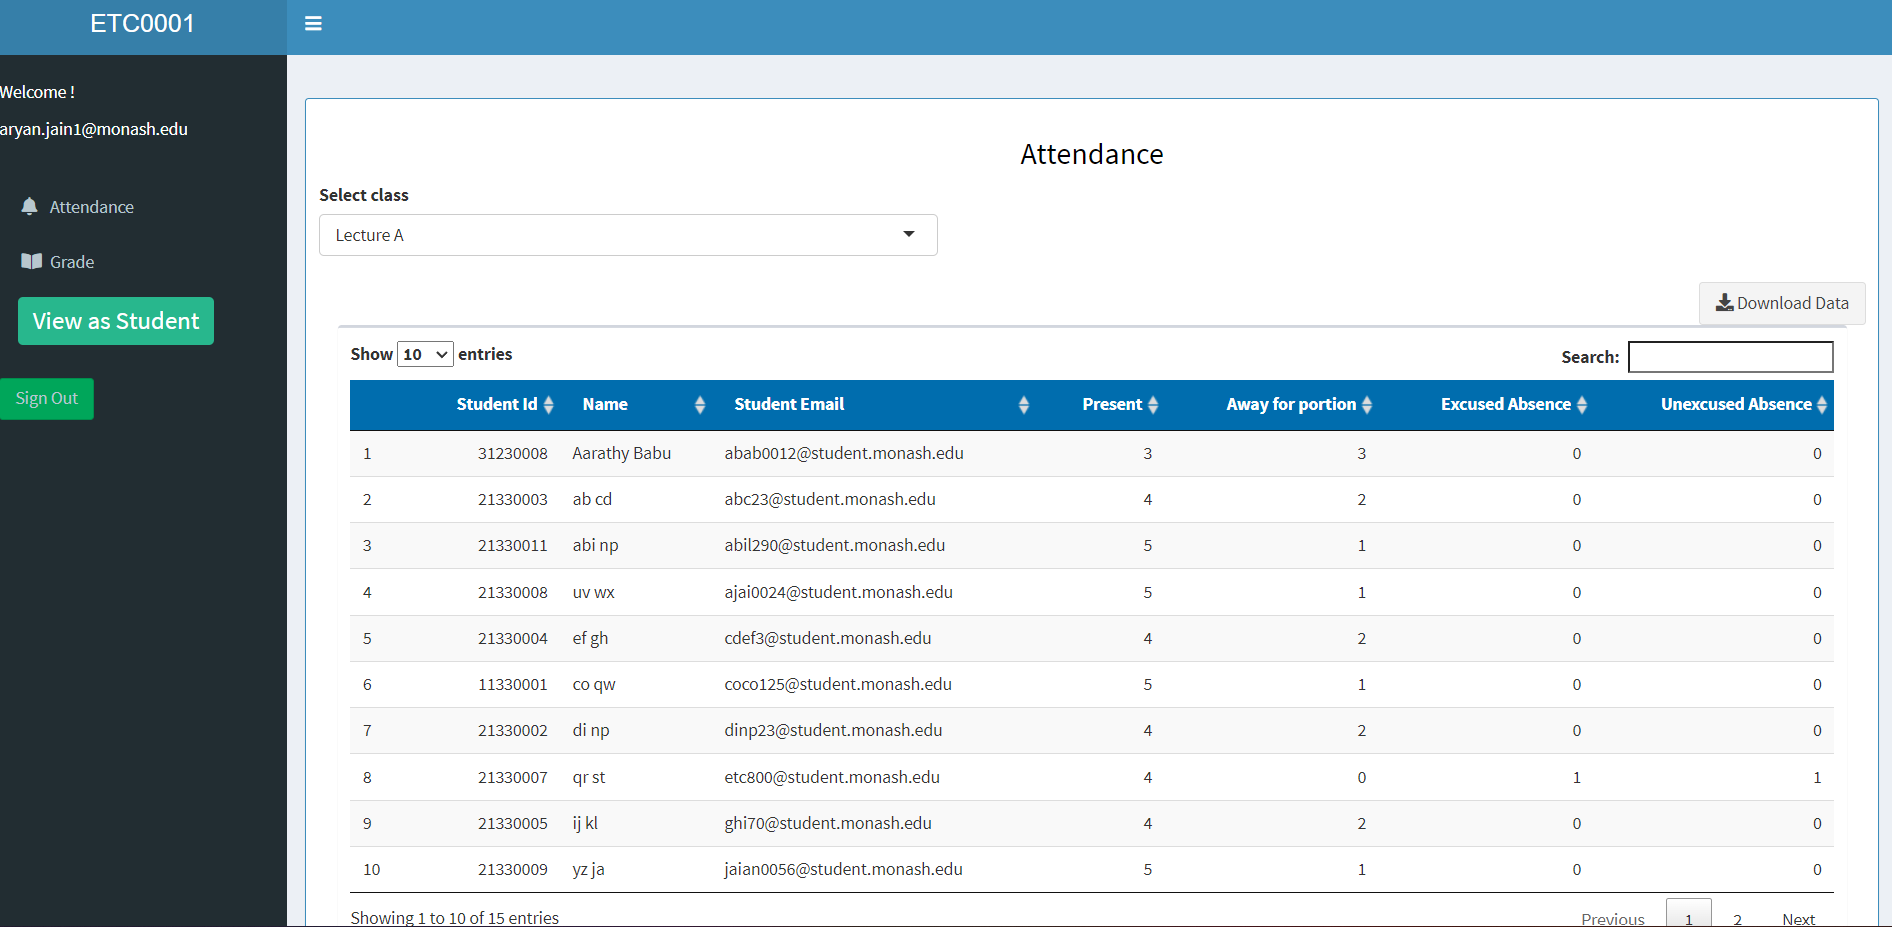 ETC0001
Welcome !
aryan.jain1@monash.edu
Attendance
Grade
View as Student
Sign Out
Attendance
Select class
Lecture A
Download Data
Show 10 entries
Search:
Student Id Name Student Email Present Away for portion Excused Absence Unexcused Absence
1 31230008 Aarathy Babu abab0012@student.monash.edu 3 3 0 0
2 21330003 ab cd abc23@student.monash.edu 4 2 0 0
3 21330011 abi np abil290@student.monash.edu 5 1 0 0
4 21330008 uv wx ajai0024@student.monash.edu 5 1 0 0
5 21330004 ef gh cdef3@student.monash.edu 4 2 0 0
6 11330001 co qw coco125@student.monash.edu 5 1 0 0
7 21330002 di np dinp23@student.monash.edu 4 2 0 0
8 21330007 qr st etc800@student.monash.edu 4 0 1 1
9 21330005 ij kl ghi70@student.monash.edu 4 2 0 0
10 21330009 yz ja jaian0056@student.monash.edu 5 1 0 0
Showing 1 to 10 of 15 entries
Previous 1 2 Next